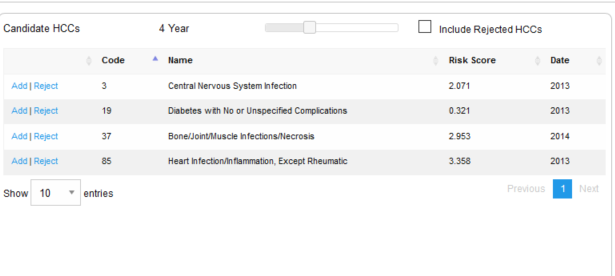 Candidate HCCs 4 Year Include Rejected HCCs
Code Name Risk Score Date
Add | Reject 3 Central Nervous System Infection 2.071 2013
Add | Reject 19 Diabetes with No or Unspecified Complications 0.321 2013
Add | Reject 37 Bone/Joint/Muscle Infections/Necrosis 2.953 2014
Add | Reject 85 Heart Infection/Inflammation, Except Rheumatic 3.358 2013
Show 10 entries Previous 1 Next